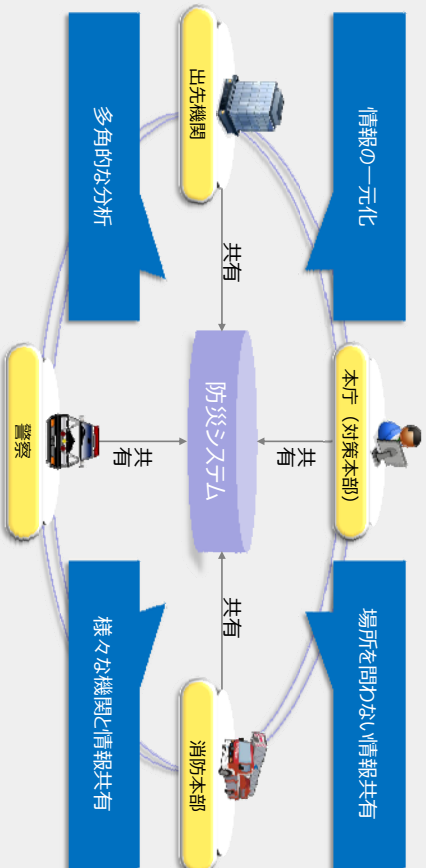 情報の一元化
本庁（対策本部）
場所を問わない情報共有
共有
出先機関
共有
防災システム
共有
消防本部
共有
多角的な分析
警察
様々な機関と情報共有